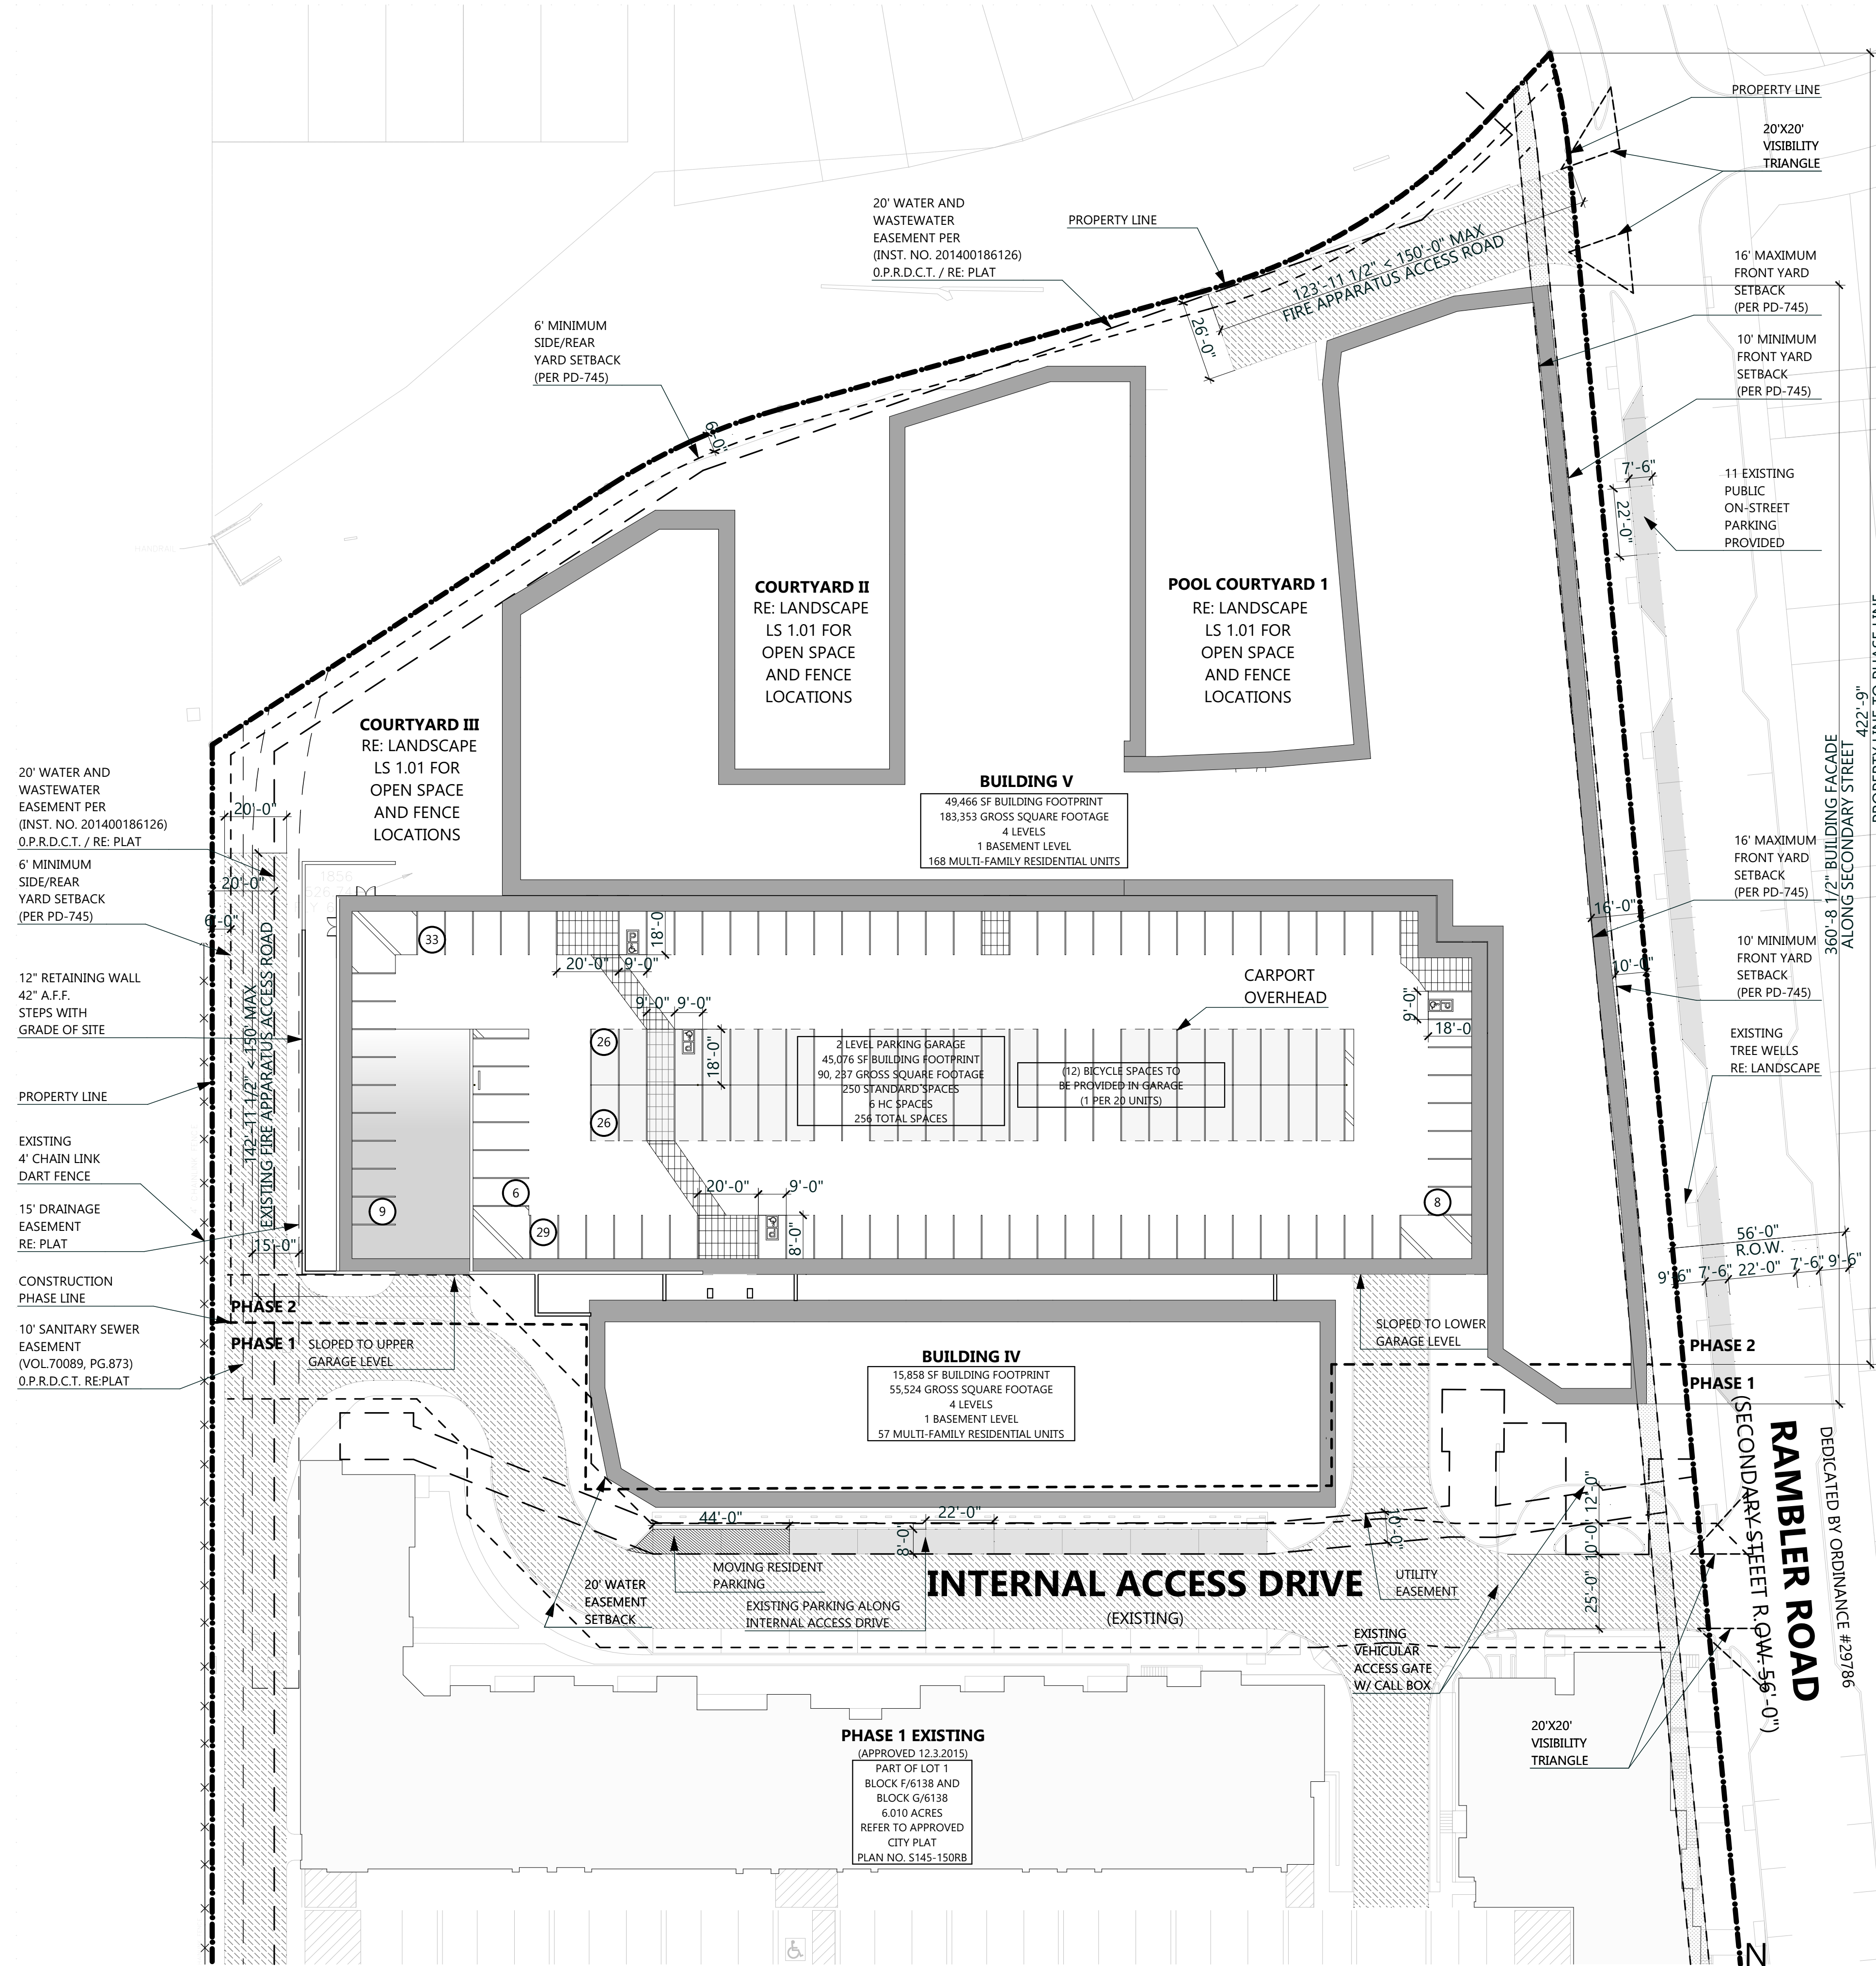 PROPERTY LINE
20'X20'
VISIBILITY
TRIANGLE
20' WATER AND
WASTEWATER
EASEMENT PER
(INST. NO. 201400186126)
0.P.R.D.C.T. / RE: PLAT
PROPERTY LINE
123'-11 1/2" < 150'-0" MAX
FIRE APPARATUS ACCESS ROAD
26'-0"
16' MAXIMUM
FRONT YARD
SETBACK
(PER PD-745)
10' MINIMUM
FRONT YARD
SETBACK
(PER PD-745)
6' MINIMUM
SIDE/REAR
YARD SETBACK
(PER PD-745)
6'-0"
7'-6"
22'-0"
11 EXISTING
PUBLIC
ON-STREET
PARKING
PROVIDED
HANDRAIL
COURTYARD II
RE: LANDSCAPE
LS 1.01 FOR
OPEN SPACE
AND FENCE
LOCATIONS
POOL COURTYARD 1
RE: LANDSCAPE
LS 1.01 FOR
OPEN SPACE
AND FENCE
LOCATIONS
COURTYARD III
RE: LANDSCAPE
LS 1.01 FOR
OPEN SPACE
AND FENCE
LOCATIONS
422'-9"
360'-8 1/2" BUILDING FACADE
ALONG SECONDARY STREET
20' WATER AND
WASTEWATER
EASEMENT PER
(INST. NO. 201400186126)
0.P.R.D.C.T. / RE: PLAT
6' MINIMUM
SIDE/REAR
YARD SETBACK
(PER PD-745)
12" RETAINING WALL
42" A.F.F.
STEPS WITH
GRADE OF SITE
PROPERTY LINE
EXISTING
4' CHAIN LINK
DART FENCE
15' DRAINAGE
EASEMENT
RE: PLAT
CONSTRUCTION
PHASE LINE
10' SANITARY SEWER
EASEMENT
(VOL.70089, PG.873)
0.P.R.D.C.T. RE:PLAT
20'-0"
20'-0"
6'-0"
142'-11 1/2" < 150' MAX
EXISTING FIRE APPARATUS ACCESS ROAD
15'-0"
1856
BUILDING V
49,466 SF BUILDING FOOTPRINT
183,353 GROSS SQUARE FOOTAGE
4 LEVELS
1 BASEMENT LEVEL
168 MULTI-FAMILY RESIDENTIAL UNITS
16' MAXIMUM
FRONT YARD
SETBACK
(PER PD-745)
16'-0"
10' MINIMUM
FRONT YARD
SETBACK
(PER PD-745)
10'-0"
EXISTING
TREE WELLS
RE: LANDSCAPE
33
18'-0
20'-0"
9'-0"
9'-0"
9'-0"
18'-0"
CARPORT
OVERHEAD
9'-0"
18'-0
26
26
2 LEVEL PARKING GARAGE
45,076 SF BUILDING FOOTPRINT
90, 237 GROSS SQUARE FOOTAGE
250 STANDARD SPACES
6 HC SPACES
256 TOTAL SPACES
(12) BICYCLE SPACES TO
BE PROVIDED IN GARAGE
(1 PER 20 UNITS)
9
6
29
20'-0"
9'-0"
8'-0"
8
56'-0"
R.O.W.
9'-6"
7'-6"
22'-0"
7'-6"
9'-6"
PHASE 2
PHASE 1
SLOPED TO UPPER
GARAGE LEVEL
SLOPED TO LOWER
GARAGE LEVEL
PHASE 2
PHASE 1
BUILDING IV
15,858 SF BUILDING FOOTPRINT
55,524 GROSS SQUARE FOOTAGE
4 LEVELS
1 BASEMENT LEVEL
57 MULTI-FAMILY RESIDENTIAL UNITS
44'-0"
22'-0"
8'-0"
12'-0"
10'-0"
25'-0"
MOVING RESIDENT
PARKING
20' WATER
EASEMENT
SETBACK
EXISTING PARKING ALONG
INTERNAL ACCESS DRIVE
INTERNAL ACCESS DRIVE
(EXISTING)
UTILITY
EASEMENT
EXISTING
VEHICULAR
ACCESS GATE
W/ CALL BOX
20'X20'
VISIBILITY
TRIANGLE
RAMBLER ROAD
(SECONDARY STEET R.O.W. 56'-0")
DEDICATED BY ORDINANCE #29786
PHASE 1 EXISTING
(APPROVED 12.3.2015)
PART OF LOT 1
BLOCK F/6138 AND
BLOCK G/6138
6.010 ACRES
REFER TO APPROVED
CITY PLAT
PLAN NO. S145-150RB
N